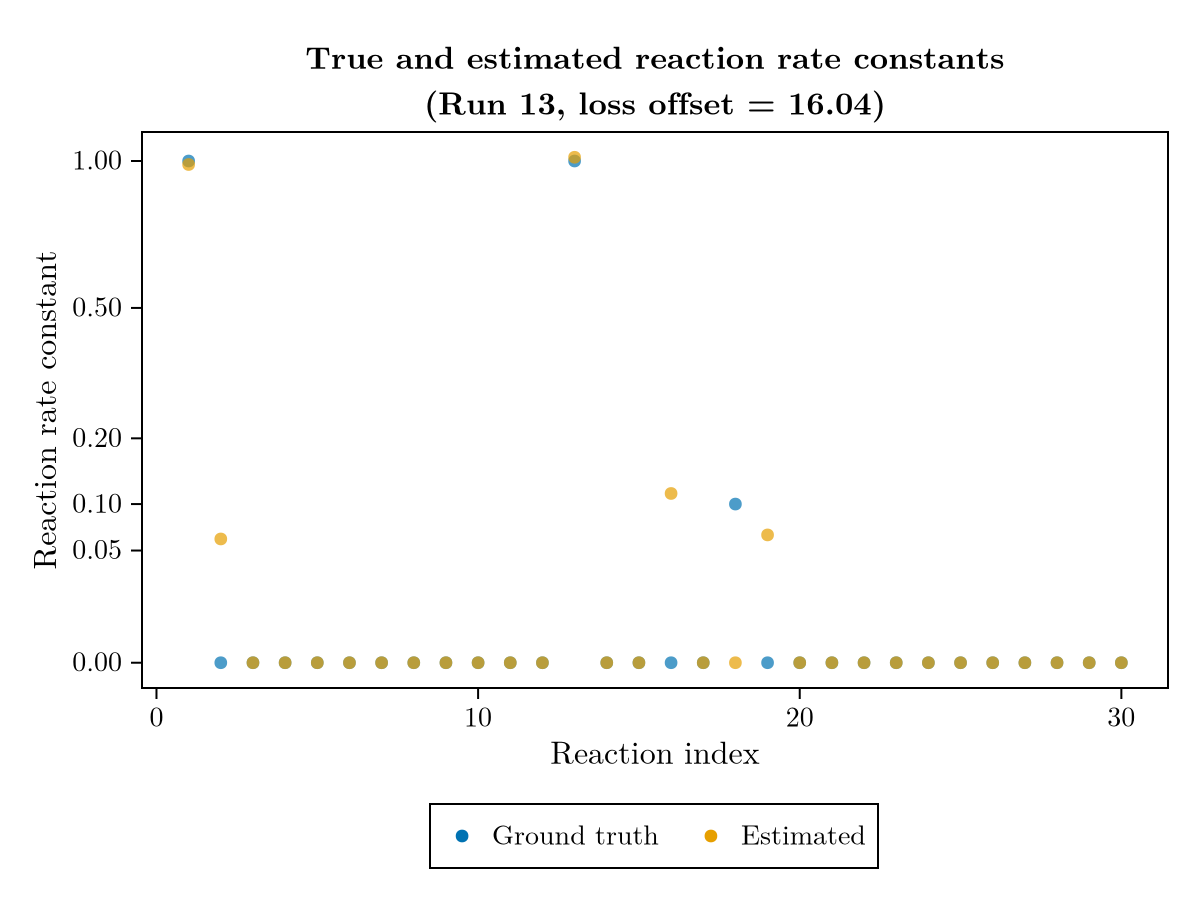 True and estimated reaction rate constants
(Run 13, loss offset = 16.04)
Reaction rate constant
1.00
0.50
0.20
0.10
0.05
0.00
0 10 20 30
Reaction index
Ground truth Estimated